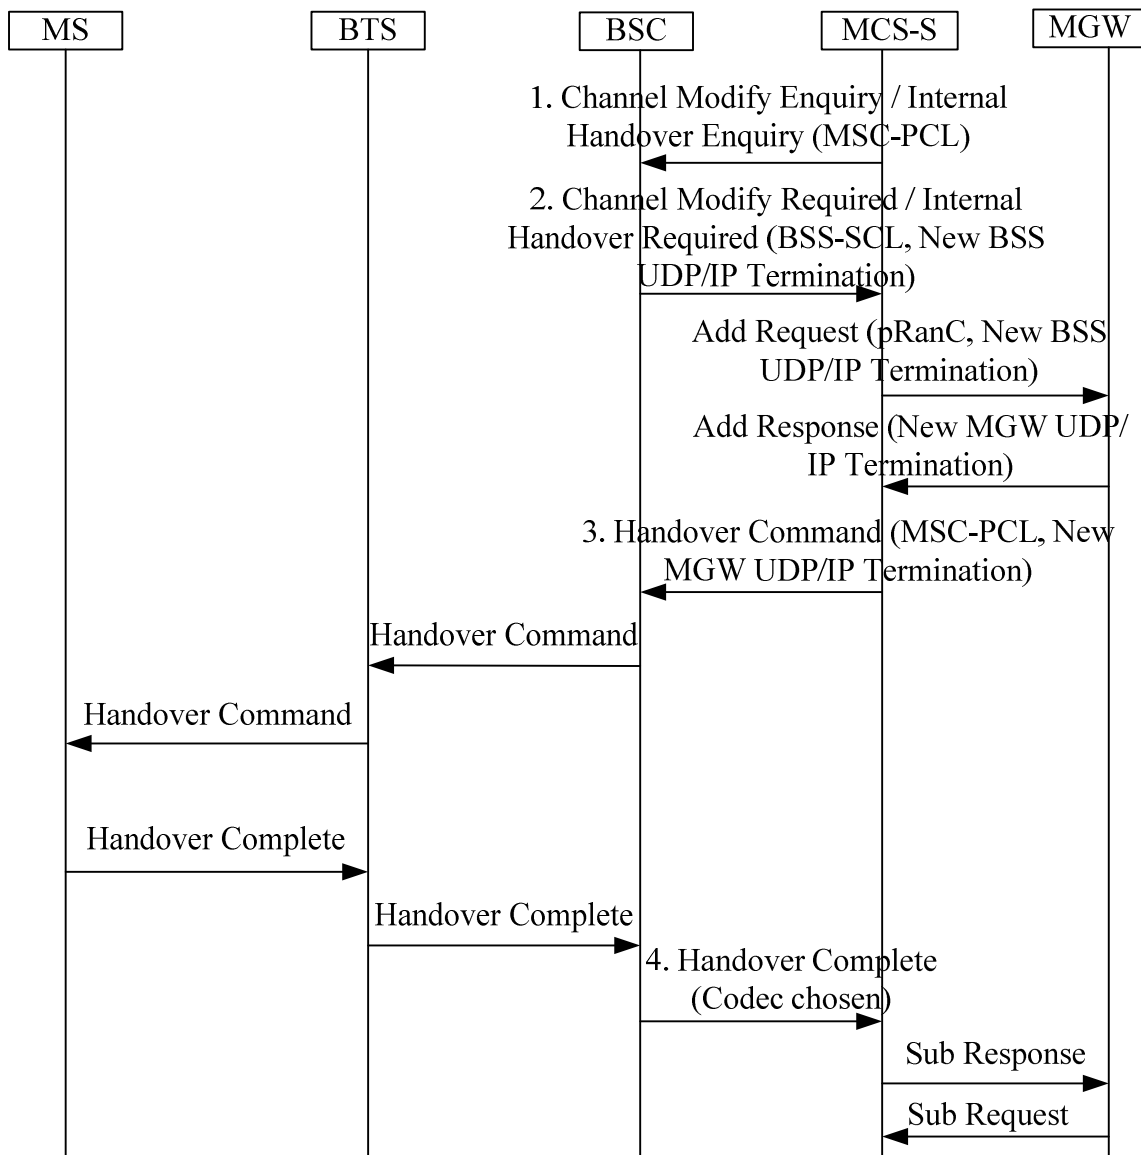 MS
BTS
BSC
MCS-S
MGW
1. Channel Modify Enquiry / Internal
Handover Enquiry (MSC-PCL)
2. Channel Modify Required / Internal
Handover Required (BSS-SCL, New BSS
UDP/IP Termination)
Add Request (pRanC, New BSS
UDP/IP Termination)
Add Response (New MGW UDP/
IP Termination)
3. Handover Command (MSC-PCL, New
MGW UDP/IP Termination)
Handover Command
Handover Command
Handover Complete
Handover Complete
4. Handover Complete
(Codec chosen)
Sub Response
Sub Request